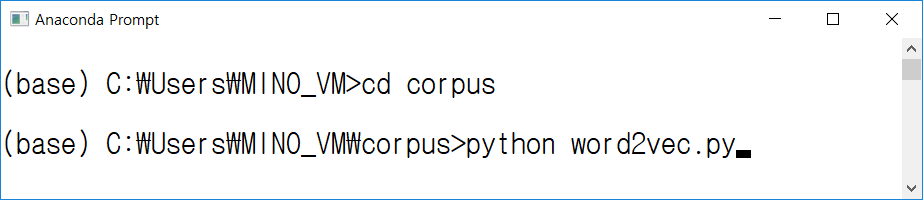 Anaconda Prompt
(base) C:₩Users₩MINO_VM>cd corpus
(base) C:₩Users₩MINO_VM₩corpus>python word2vec.py